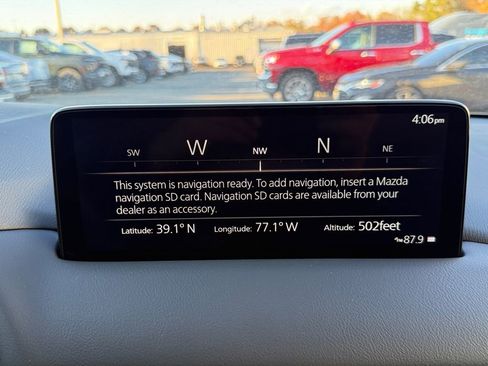 4:06pm
SW W NW N NE
This system is navigation ready. To add navigation, insert a Mazda
navigation SD card. Navigation SD cards are available from your
dealer as an accessory.
Latitude: 39.1° N Longitude: 77.1° W Altitude: 502feet
FM 87.9